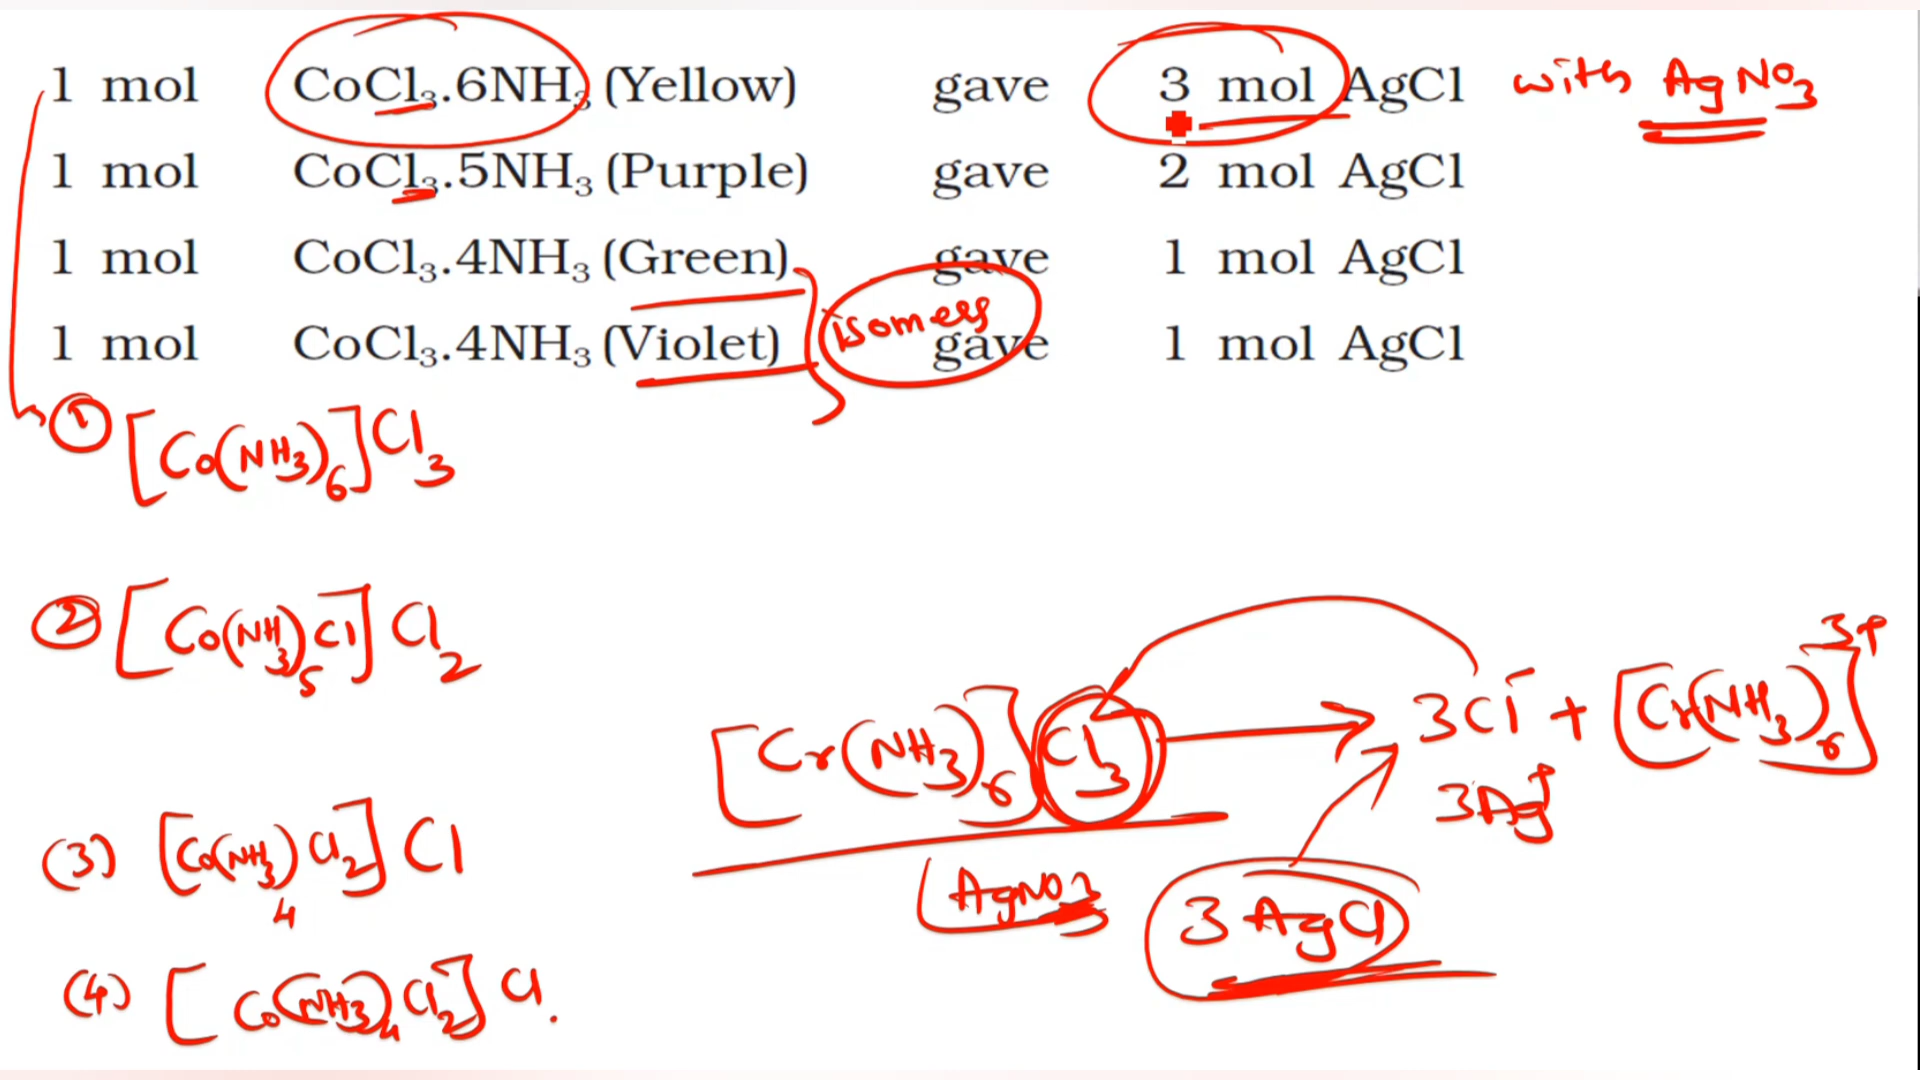 1 mol CoCl₃.6NH₃ (Yellow) gave 3 mol AgCl with AgNO3
1 mol CoCl₃.5NH₃ (Purple) gave 2 mol AgCl
1 mol CoCl₃.4NH₃ (Green) gave 1 mol AgCl
isomers
1 mol CoCl₃.4NH₃ (Violet) gave 1 mol AgCl
① [Co(NH3)6]Cl3
② [Co(NH3)5Cl]Cl2
[Cr(NH3)6]Cl3 → 3Cl⁻ + [Cr(NH3)6]3+
3Ag+
(3) [Co(NH3)4Cl2]Cl
AgNO3
3 AgCl
(4) [Co(NH3)4Cl2]Cl.